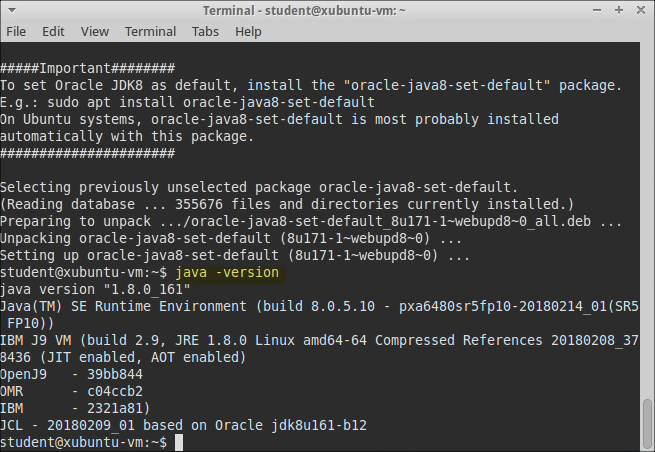 Terminal - student@xubuntu-vm: ~
File Edit View Terminal Tabs Help
#####Important########
To set Oracle JDK8 as default, install the "oracle-java8-set-default" package.
E.g.: sudo apt install oracle-java8-set-default
On Ubuntu systems, oracle-java8-set-default is most probably installed
automatically with this package.
######################
Selecting previously unselected package oracle-java8-set-default.
(Reading database ... 355676 files and directories currently installed.)
Preparing to unpack .../oracle-java8-set-default_8u171-1~webupd8~0_all.deb ...
Unpacking oracle-java8-set-default (8u171-1~webupd8~0) ...
Setting up oracle-java8-set-default (8u171-1~webupd8~0) ...
student@xubuntu-vm:~$ java -version
java version "1.8.0_161"
Java(TM) SE Runtime Environment (build 8.0.5.10 - pxa6480sr5fp10-20180214_01(SR5
 FP10))
IBM J9 VM (build 2.9, JRE 1.8.0 Linux amd64-64 Compressed References 20180208_37
8436 (JIT enabled, AOT enabled)
OpenJ9   - 39bb844
OMR      - c04ccb2
IBM      - 2321a81)
JCL - 20180209_01 based on Oracle jdk8u161-b12
student@xubuntu-vm:~$